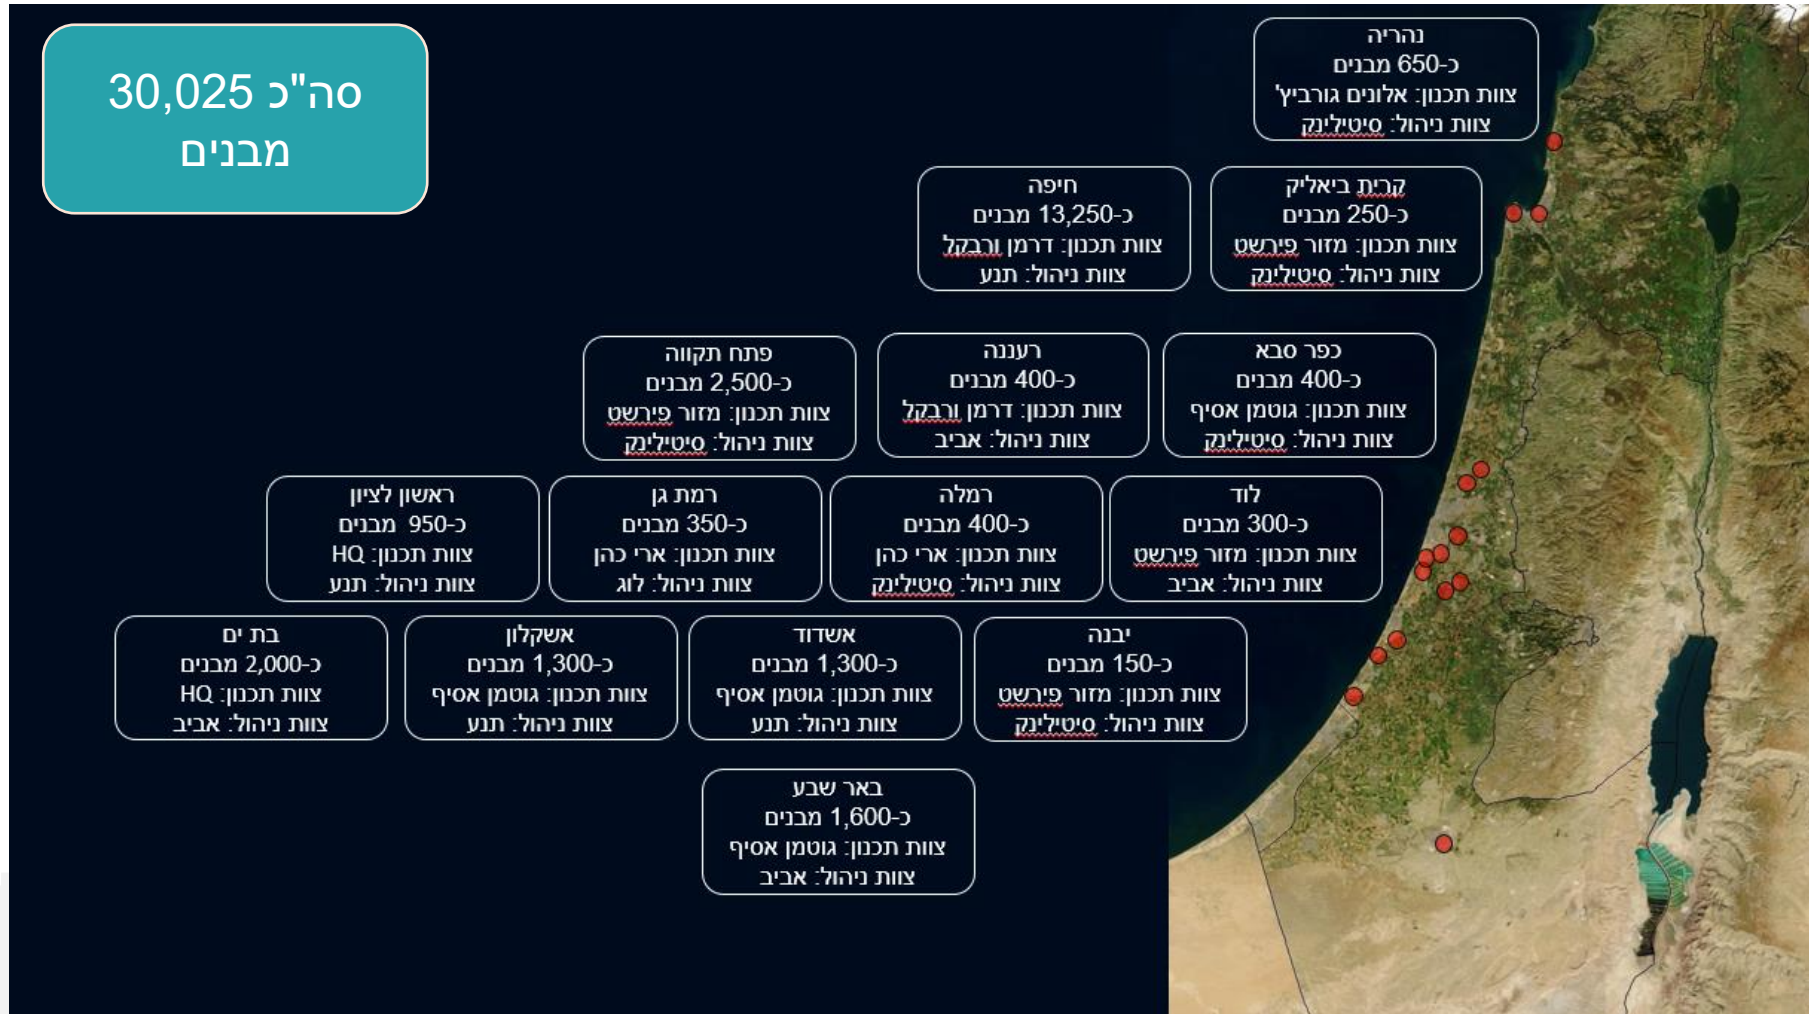 סה"כ 30,025
מבנים
נהריה
כ-650 מבנים
צוות תכנון: אלונים גורביץ'
צוות ניהול: סיטילינק
קרית ביאליק
כ-250 מבנים
צוות תכנון: מזור פירשט
צוות ניהול: סיטילינק
חיפה
כ-13,250 מבנים
צוות תכנון: דרמן ורבקל
צוות ניהול: תנע
כפר סבא
כ-400 מבנים
צוות תכנון: גוטמן אסיף
צוות ניהול: סיטילינק
רעננה
כ-400 מבנים
צוות תכנון: דרמן ורבקל
צוות ניהול: אביב
פתח תקווה
כ-2,500 מבנים
צוות תכנון: מזור פירשט
צוות ניהול: סיטילינק
לוד
כ-300 מבנים
צוות תכנון: מזור פירשט
צוות ניהול: אביב
רמלה
כ-400 מבנים
צוות תכנון: ארי כהן
צוות ניהול: סיטילינק
רמת גן
כ-350 מבנים
צוות תכנון: ארי כהן
צוות ניהול: לוג
ראשון לציון
כ-950 מבנים
צוות תכנון: HQ
צוות ניהול: תנע
יבנה
כ-150 מבנים
צוות תכנון: מזור פירשט
צוות ניהול: סיטילינק
אשדוד
כ-1,300 מבנים
צוות תכנון: גוטמן אסיף
צוות ניהול: תנע
אשקלון
כ-1,300 מבנים
צוות תכנון: גוטמן אסיף
צוות ניהול: תנע
בת ים
כ-2,000 מבנים
צוות תכנון: HQ
צוות ניהול: אביב
באר שבע
כ-1,600 מבנים
צוות תכנון: גוטמן אסיף
צוות ניהול: אביב